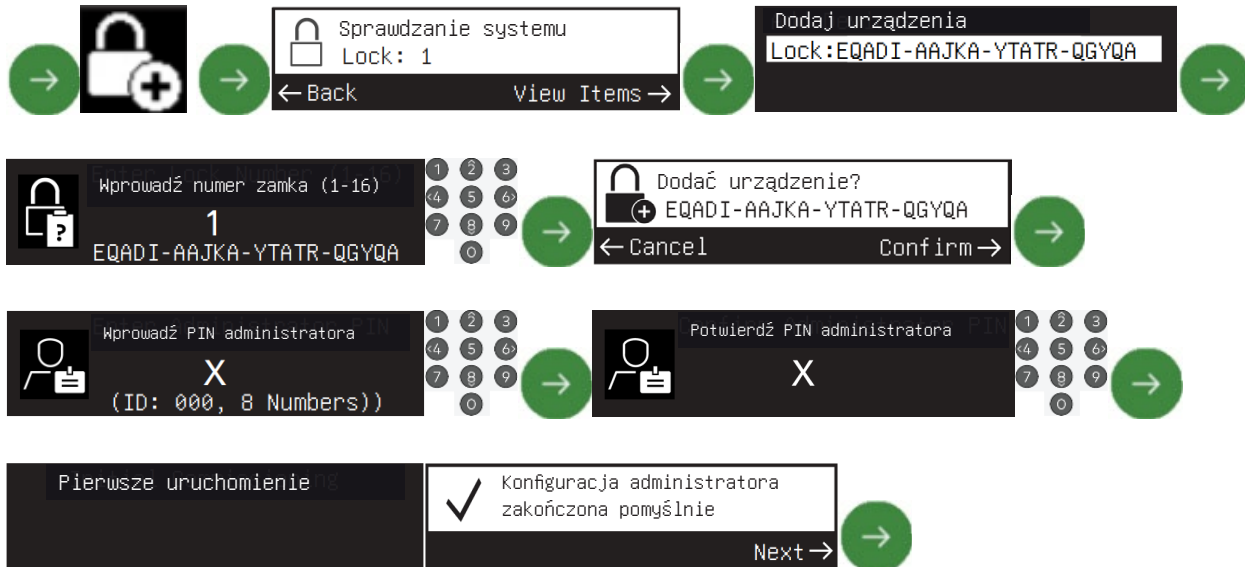 Sprawdzanie systemu
Lock: 1
←Back View Items→
Dodaj urządzenia
Lock:EQADI-AAJKA-YTATR-QGYQA
Wprowadź numer zamka (1-16)
1
EQADI-AAJKA-YTATR-QGYQA
1 2 3
<4 5 6>
7 8 9
0
Dodać urządzenie?
EQADI-AAJKA-YTATR-QGYQA
←Cancel Confirm→
Wprowadź PIN administratora
X
(ID: 000, 8 Numbers))
1 2 3
<4 5 6>
7 8 9
0
Potwierdź PIN administratora
X
1 2 3
<4 5 6>
7 8 9
0
Pierwsze uruchomienie
Konfiguracja administratora
zakończona pomyślnie
Next→